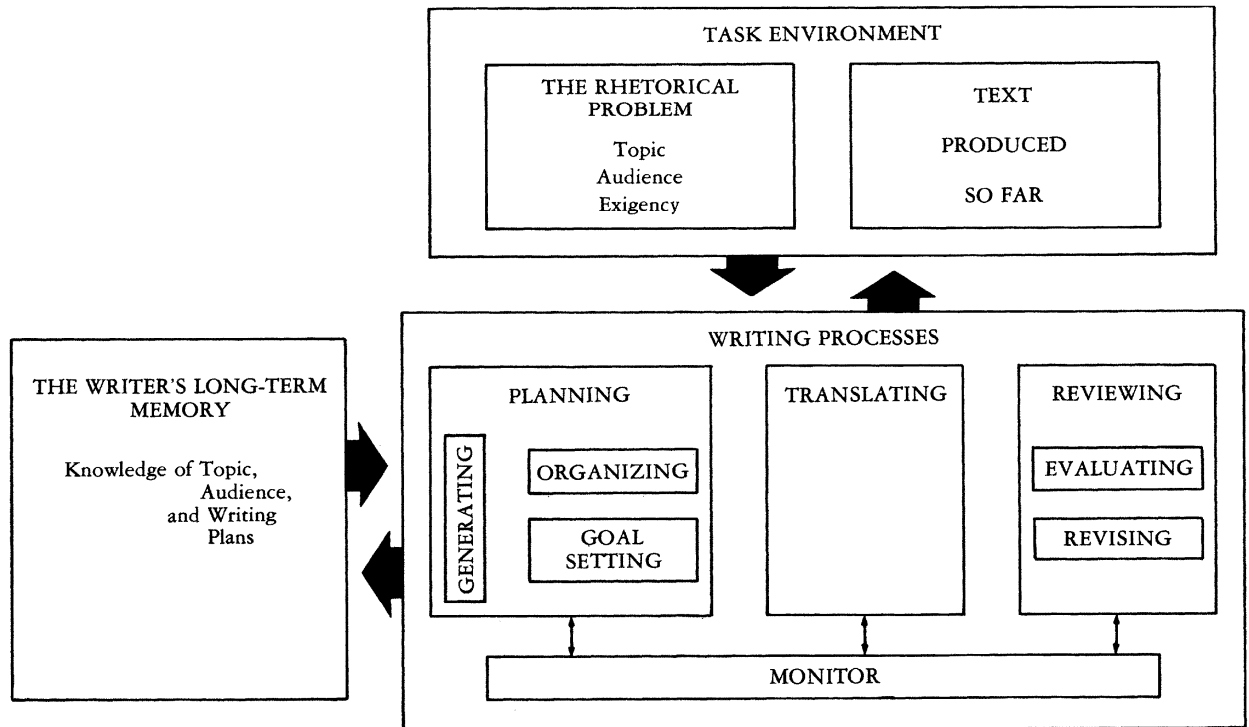 TASK ENVIRONMENT
THE RHETORICAL
PROBLEM
Topic
Audience
Exigency
TEXT
PRODUCED
SO FAR
THE WRITER'S LONG-TERM
MEMORY
Knowledge of Topic,
Audience,
and Writing
Plans
WRITING PROCESSES
PLANNING
GENERATING
ORGANIZING
GOAL
SETTING
TRANSLATING
REVIEWING
EVALUATING
REVISING
MONITOR